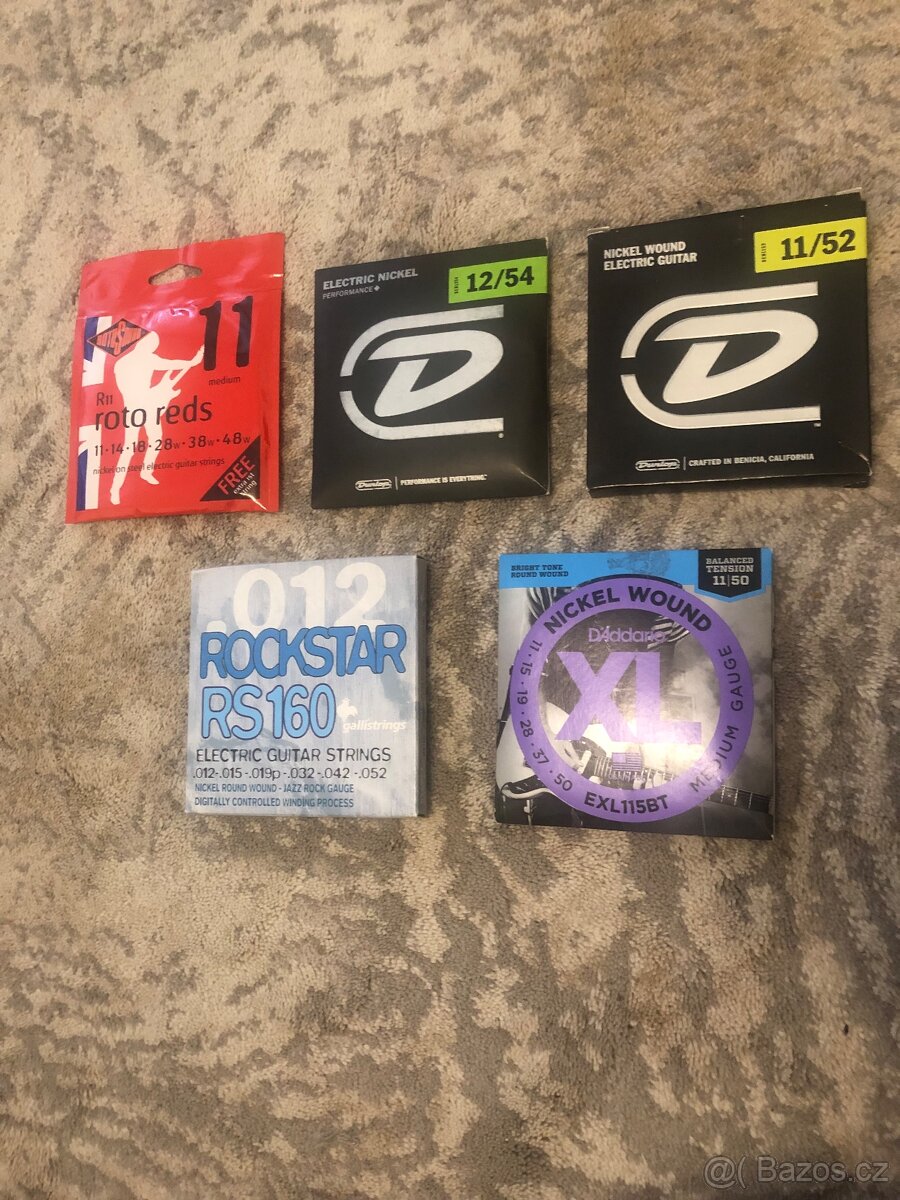 ROTOSOUND
11
medium
R11
roto reds
11·14·18·28w·38w·48w
nickel on steel electric guitar strings
FREE
extra
string
ELECTRIC NICKEL
PERFORMANCE+
12/54
D
Dunlop
PERFORMANCE IS EVERYTHING™
NICKEL WOUND
ELECTRIC GUITAR
11/52
D
Dunlop
CRAFTED IN BENICIA, CALIFORNIA
.012
ROCKSTAR
RS160
gallistrings
ELECTRIC GUITAR STRINGS
.012-.015-.019p-.032-.042-.052
NICKEL ROUND WOUND - JAZZ ROCK GAUGE
DIGITALLY CONTROLLED WINDING PROCESS
BRIGHT TONE
ROUND WOUND
BALANCED
TENSION
11|50
NICKEL WOUND
D'Addario
XL
11 · 15 · 19 · 28 · 37 · 50
EXL115BT
MEDIUM GAUGE
@( Bazos.cz